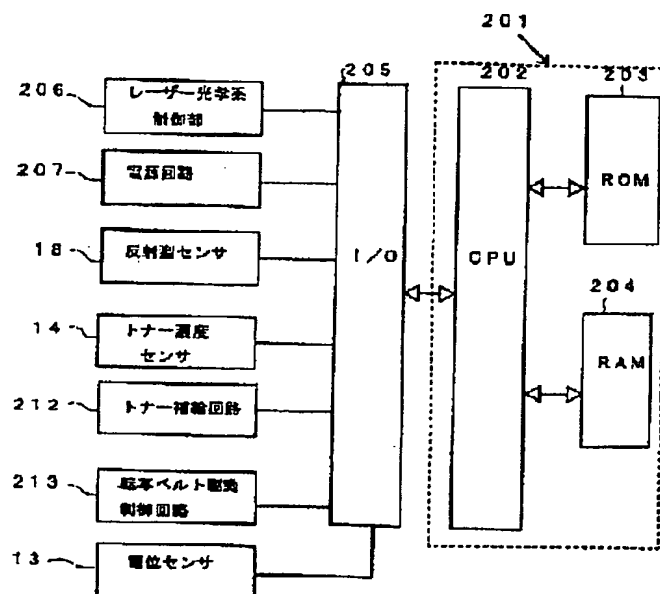 201
205
202
203
206
レーザー光学系
制御部
207
電源回路
ROM
18
反射型センサ
I/O
CPU
204
14
トナー濃度
センサ
RAM
212
トナー補給回路
213
転写ベルト駆動
制御回路
13
電位センサ